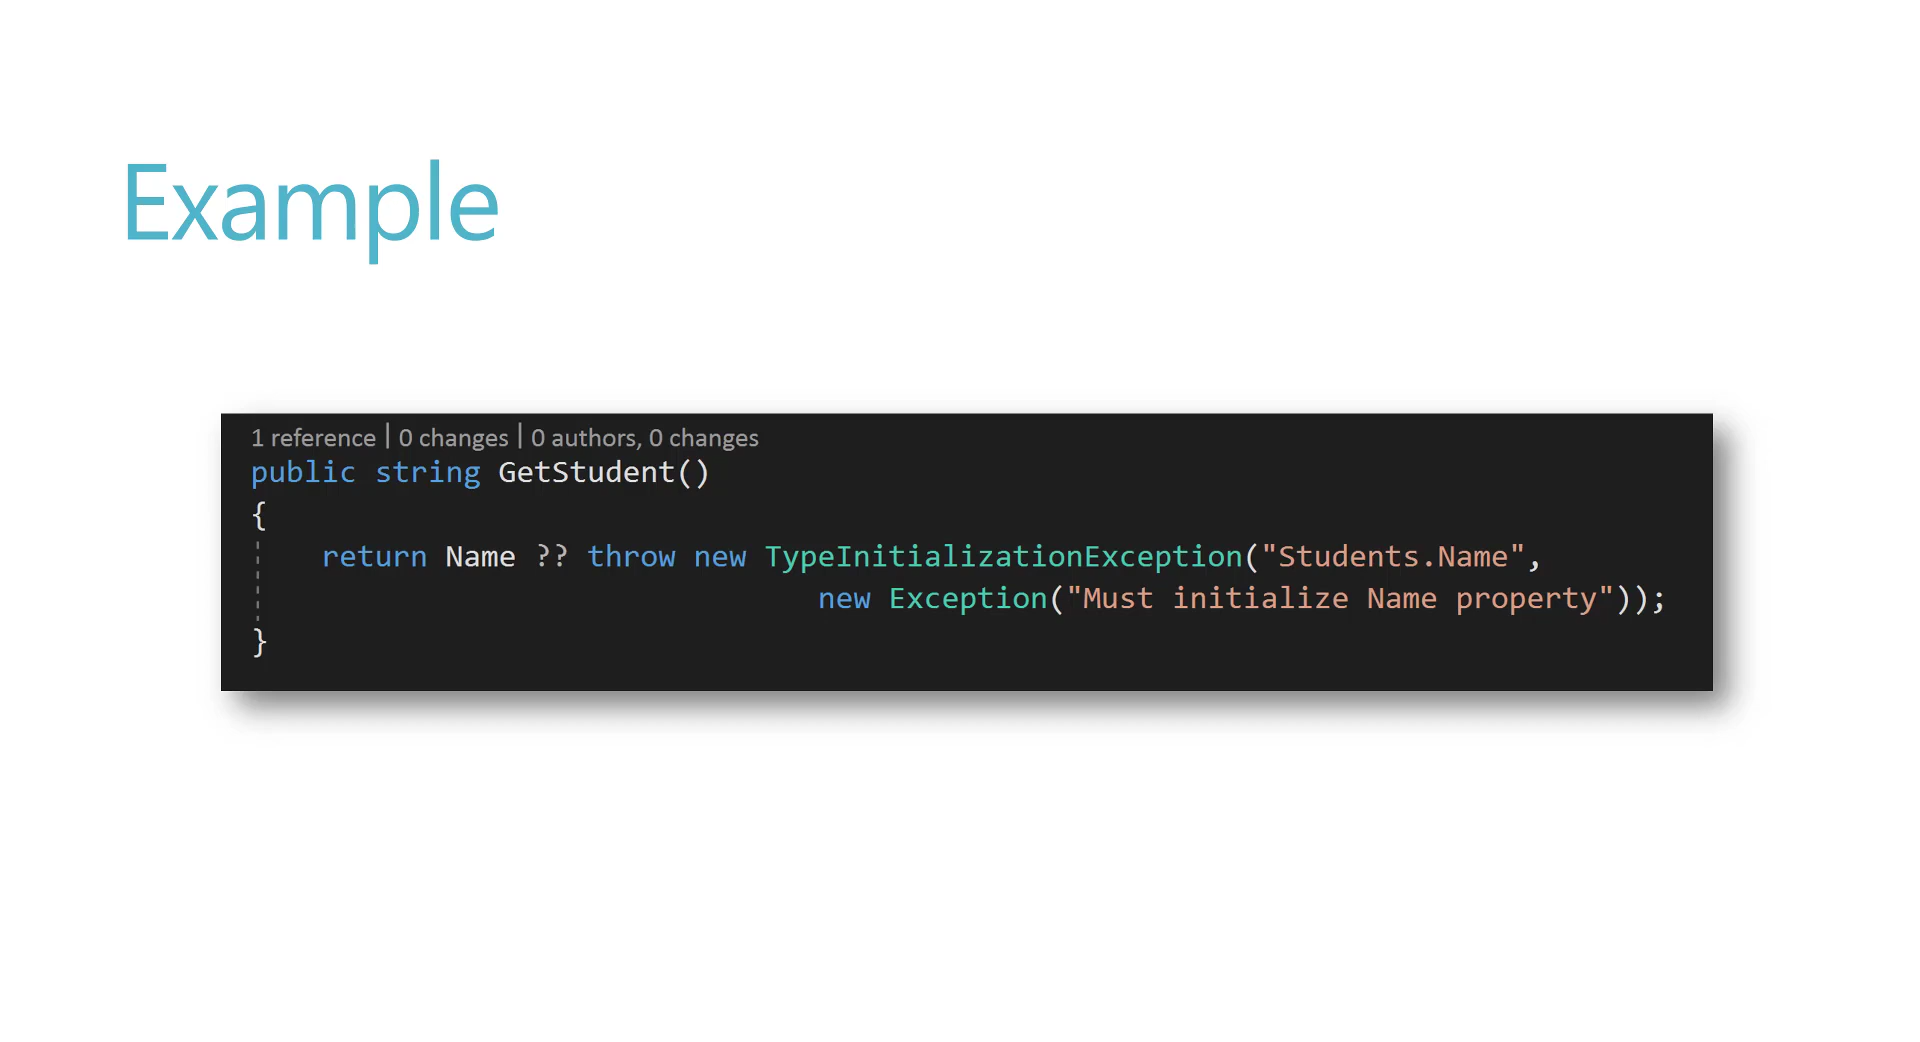 Example
1 reference | 0 changes | 0 authors, 0 changes
public string GetStudent()
{
return Name ?? throw new TypeInitializationException("Students.Name",
new Exception("Must initialize Name property"));
}